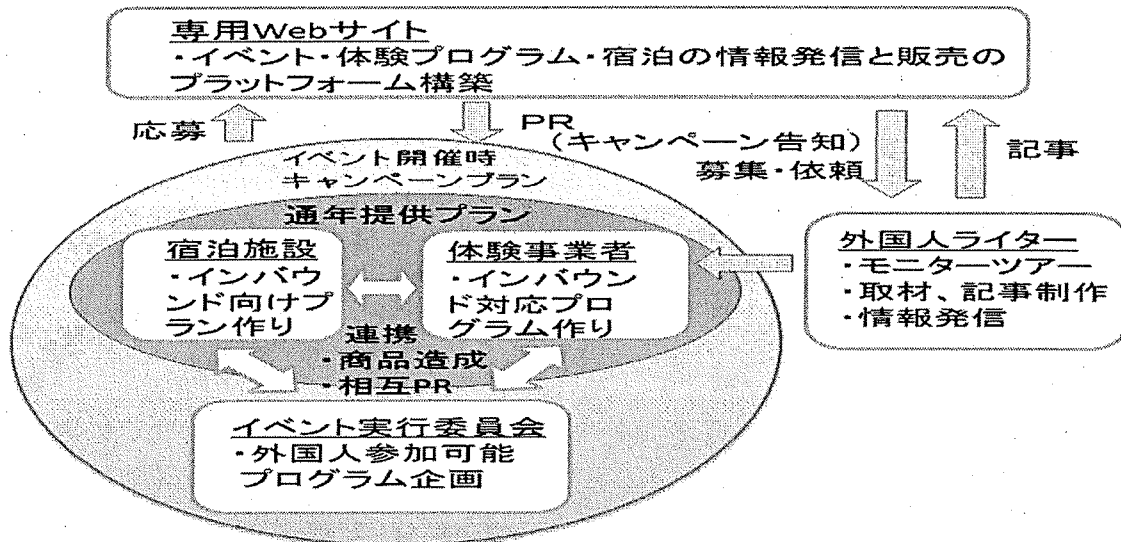 専用Webサイト
・イベント・体験プログラム・宿泊の情報発信と販売の
プラットフォーム構築
応募
PR
(キャンペーン告知)
募集・依頼
記事
イベント開催時
キャンペーンプラン
通年提供プラン
宿泊施設
・インバウ
ンド向けプ
ラン作り
体験事業者
・インバウン
ド対応プロ
グラム作り
外国人ライター
・モニターツアー
・取材、記事制作
・情報発信
連携
・商品造成
・相互PR
イベント実行委員会
・外国人参加可能
プログラム企画